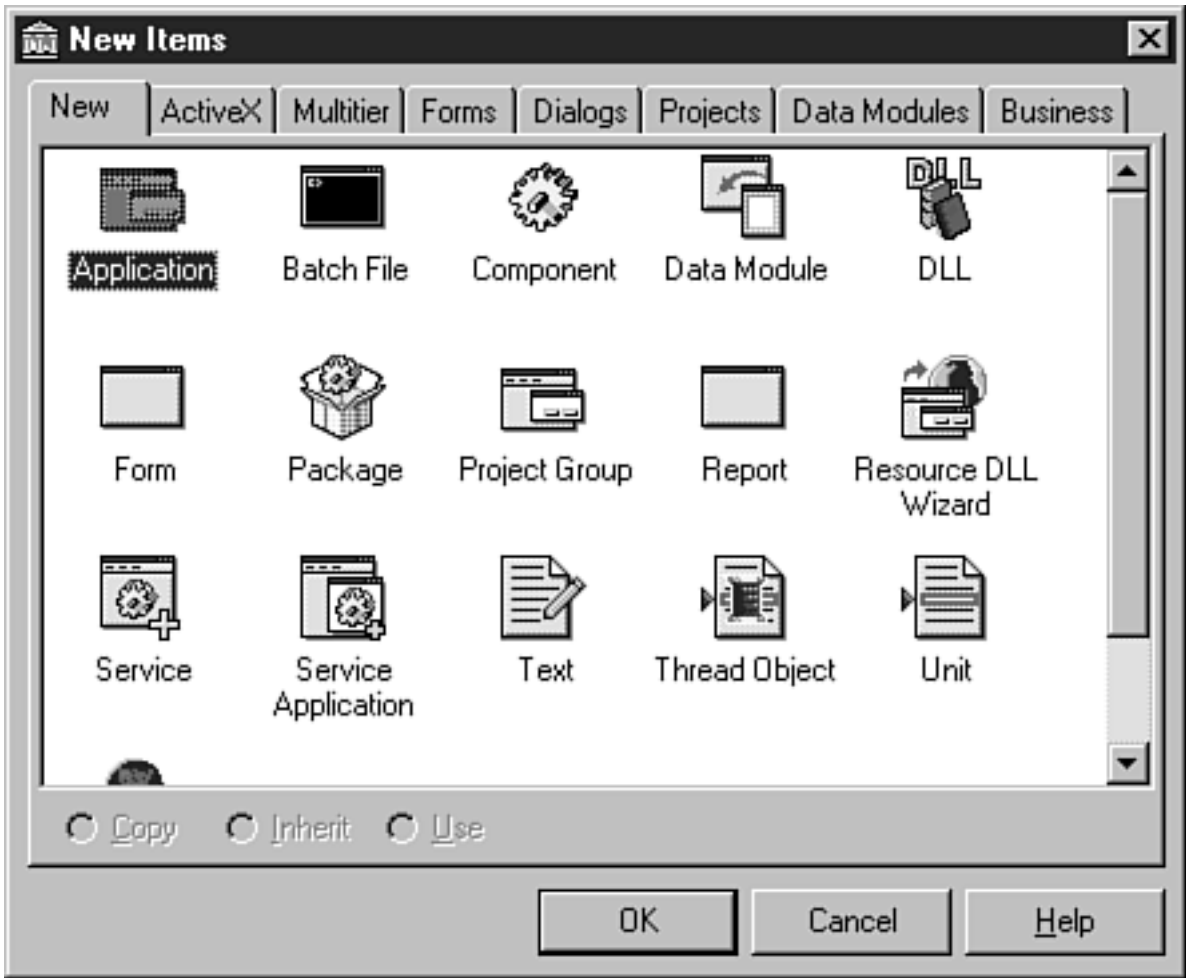 New Items
New ActiveX Multitier Forms Dialogs Projects Data Modules Business
DLL
Application Batch File Component Data Module DLL
Form Package Project Group Report Resource DLL
Wizard
Service Service Text Thread Object Unit
Application
Copy Inherit Use
OK Cancel Help